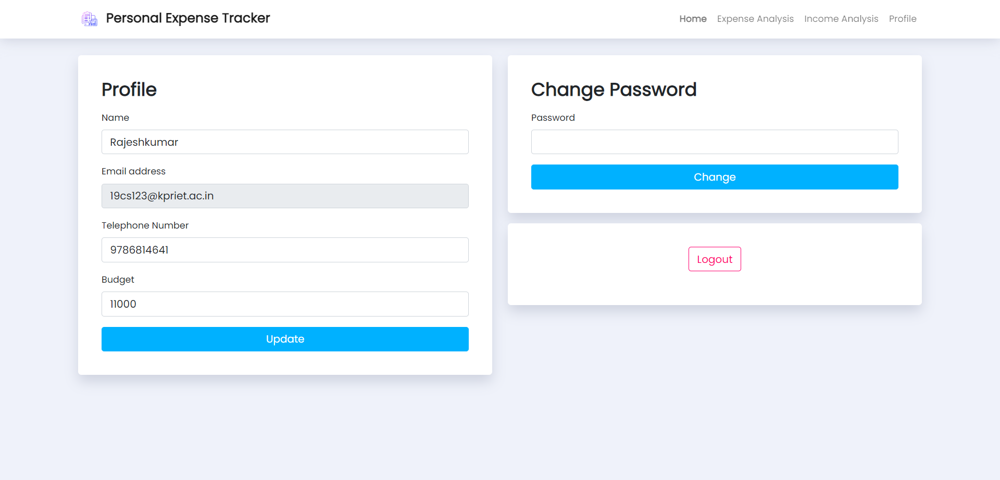 Personal Expense Tracker
Home Expense Analysis Income Analysis Profile
Profile
Name
Rajeshkumar
Email address
19cs123@kpriet.ac.in
Telephone Number
9786814641
Budget
11000
Update
Change Password
Password
Change
Logout